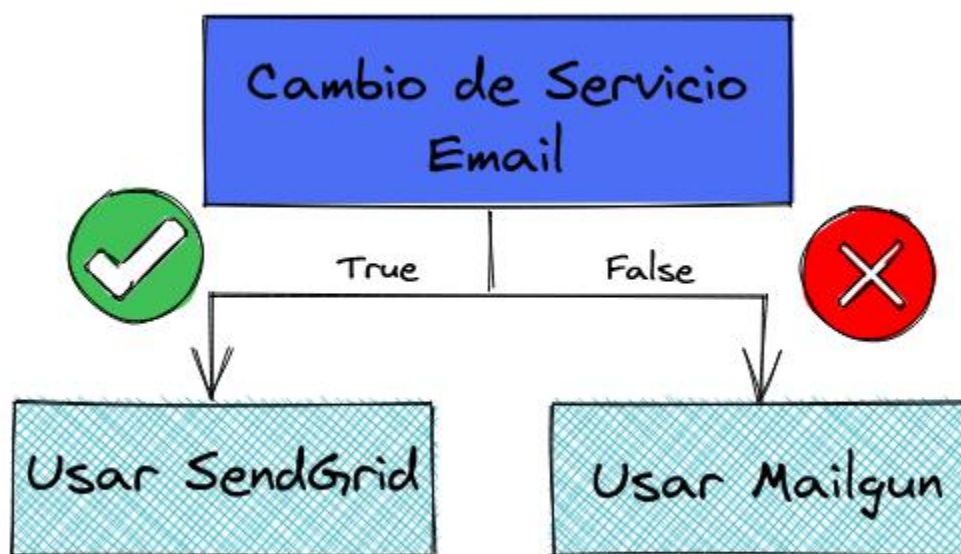 Cambio de Servicio
Email
True
False
Usar SendGrid
Usar Mailgun